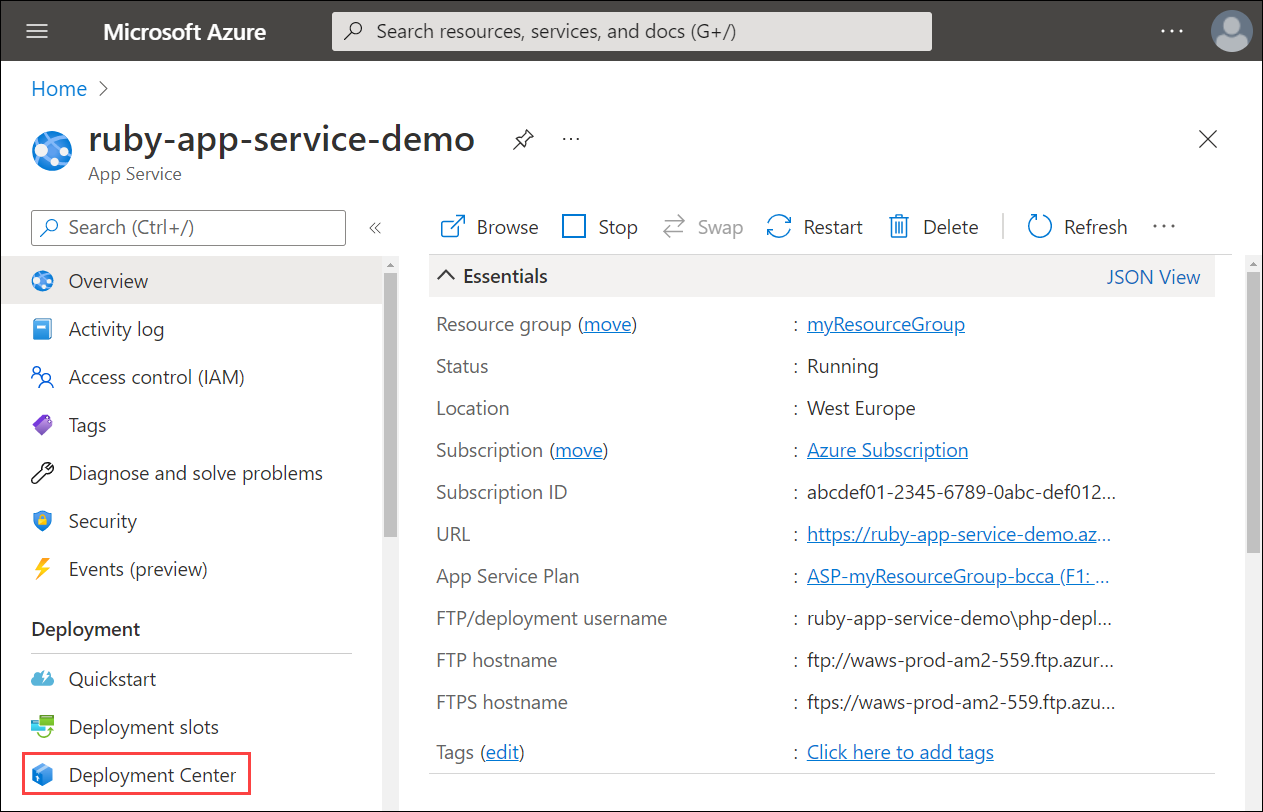 Microsoft Azure
Search resources, services, and docs (G+/)
Home
ruby-app-service-demo
App Service
Search (Ctrl+/)
Overview
Activity log
Access control (IAM)
Tags
Diagnose and solve problems
Security
Events (preview)
Deployment
Quickstart
Deployment slots
Deployment Center
Browse Stop Swap Restart Delete Refresh
Essentials JSON View
Resource group (move) : myResourceGroup
Status : Running
Location : West Europe
Subscription (move) : Azure Subscription
Subscription ID : abcdef01-2345-6789-0abc-def012...
URL : https://ruby-app-service-demo.az...
App Service Plan : ASP-myResourceGroup-bcca (F1: ...
FTP/deployment username : ruby-app-service-demo\php-depl...
FTP hostname : ftp://waws-prod-am2-559.ftp.azur...
FTPS hostname : ftps://waws-prod-am2-559.ftp.azu...
Tags (edit) : Click here to add tags